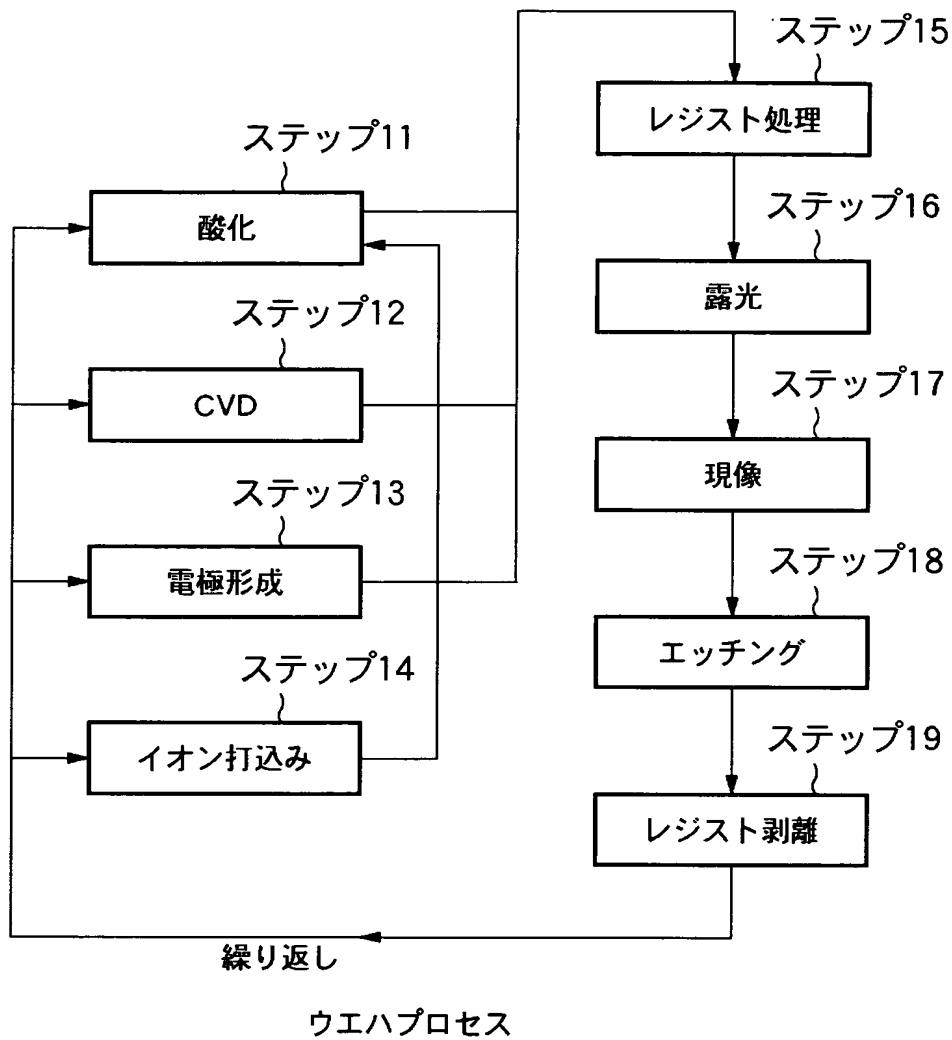 ステップ11
酸化
ステップ12
CVD
ステップ13
電極形成
ステップ14
イオン打込み
ステップ15
レジスト処理
ステップ16
露光
ステップ17
現像
ステップ18
エッチング
ステップ19
レジスト剥離
繰り返し
ウエハプロセス